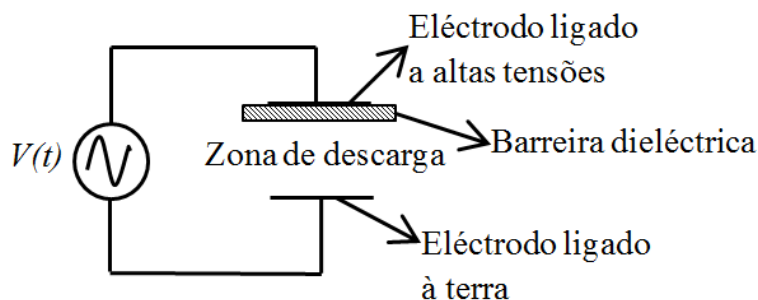 Eléctrodo ligado
a altas tensões
V(t)
Zona de descarga
Barreira dieléctrica
Eléctrodo ligado
à terra